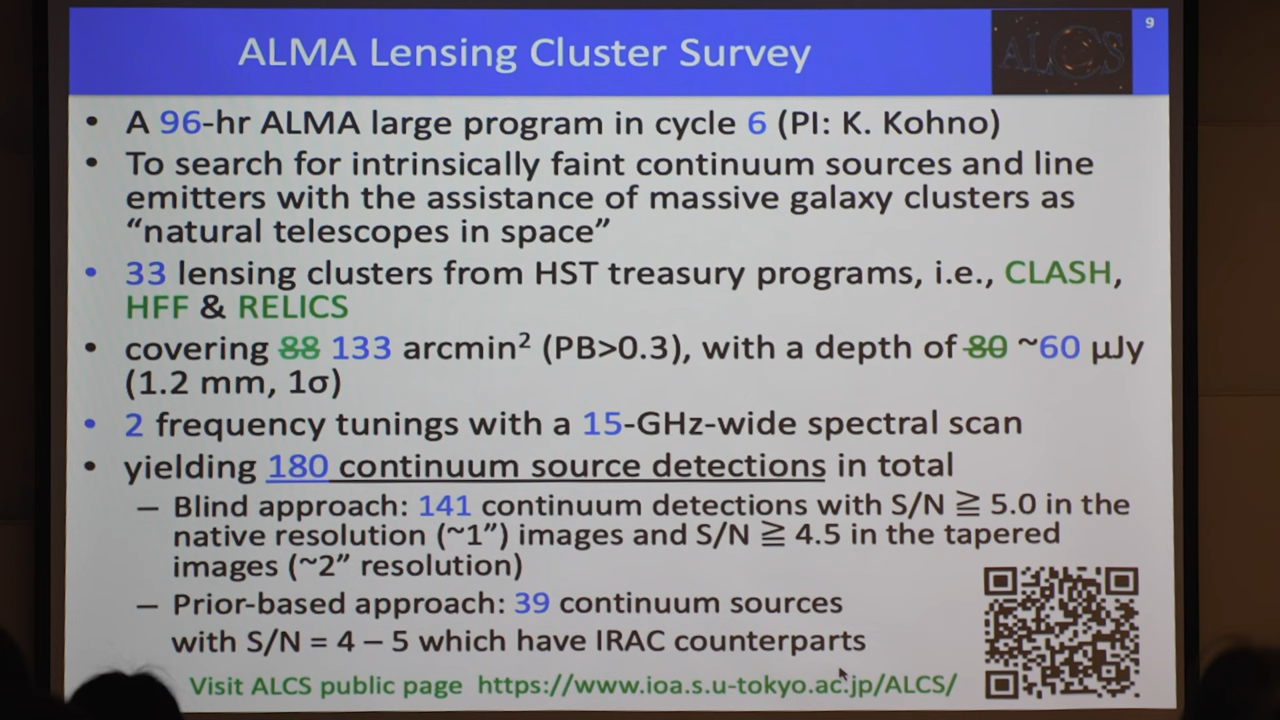 ALMA Lensing Cluster Survey
ALCS
9
• A 96-hr ALMA large program in cycle 6 (PI: K. Kohno)
• To search for intrinsically faint continuum sources and line
emitters with the assistance of massive galaxy clusters as
“natural telescopes in space”
• 33 lensing clusters from HST treasury programs, i.e., CLASH,
HFF & RELICS
• covering 88 133 arcmin² (PB>0.3), with a depth of 80 ~60 μJy
(1.2 mm, 1σ)
• 2 frequency tunings with a 15-GHz-wide spectral scan
• yielding 180 continuum source detections in total
– Blind approach: 141 continuum detections with S/N ≧ 5.0 in the
native resolution (~1”) images and S/N ≧ 4.5 in the tapered
images (~2” resolution)
– Prior-based approach: 39 continuum sources
with S/N = 4 – 5 which have IRAC counterparts
Visit ALCS public page https://www.ioa.s.u-tokyo.ac.jp/ALCS/